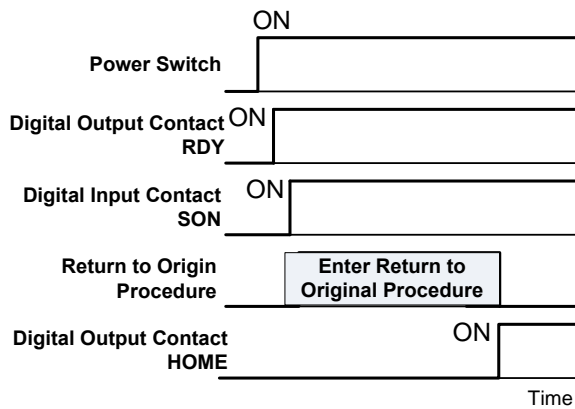 ON
Power Switch
Digital Output Contact
RDY
ON
Digital Input Contact
SON
ON
Return to Origin
Procedure
Enter Return to
Original Procedure
Digital Output Contact
HOME
ON
Time